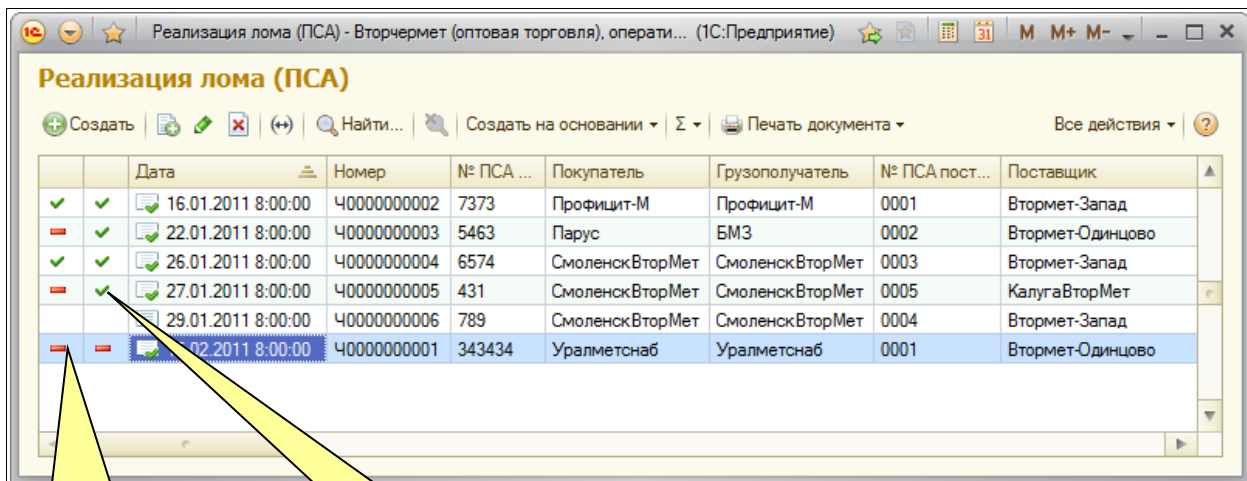 1С Реализация лома (ПСА) - Вторчермет (оптовая торговля), операти... (1С:Предприятие) 31 M M+ M-
Реализация лома (ПСА)
Создать Найти... Создать на основании Σ Печать документа Все действия ?
Дата Номер № ПСА ... Покупатель Грузополучатель № ПСА пост... Поставщик
16.01.2011 8:00:00 Ч0000000002 7373 Профицит-М Профицит-М 0001 Втормет-Запад
22.01.2011 8:00:00 Ч0000000003 5463 Парус БМЗ 0002 Втормет-Одинцово
26.01.2011 8:00:00 Ч0000000004 6574 СмоленскВторМет СмоленскВторМет 0003 Втормет-Запад
27.01.2011 8:00:00 Ч0000000005 431 СмоленскВторМет СмоленскВторМет 0005 КалугаВторМет
29.01.2011 8:00:00 Ч0000000006 789 СмоленскВторМет СмоленскВторМет 0004 Втормет-Запад
.02.2011 8:00:00 Ч0000000001 343434 Уралметснаб Уралметснаб 0001 Втормет-Одинцово